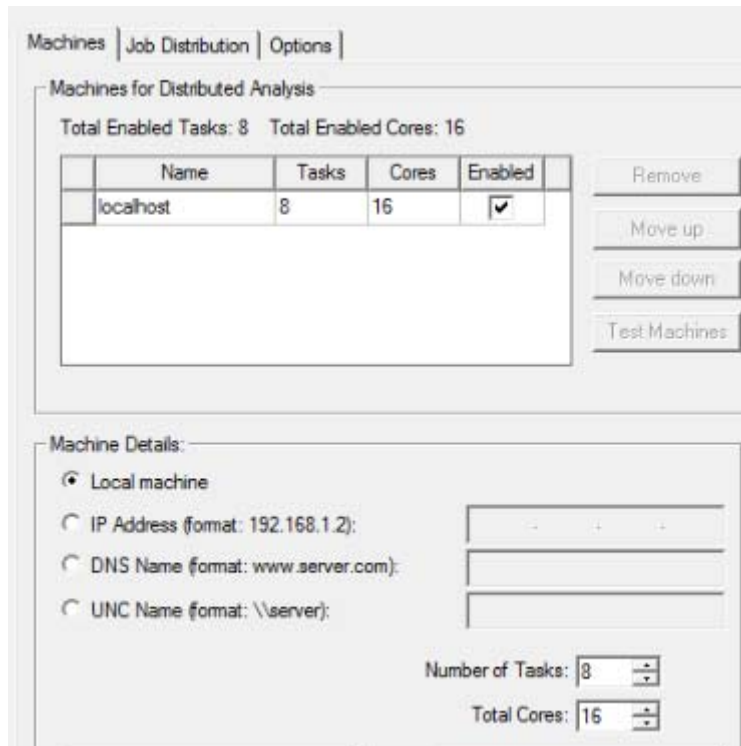 Machines Job Distribution Options
Machines for Distributed Analysis
Total Enabled Tasks: 8 Total Enabled Cores: 16
Name Tasks Cores Enabled
localhost 8 16
Remove
Move up
Move down
Test Machines
Machine Details:
Local machine
IP Address (format: 192.168.1.2):
DNS Name (format: www.server.com):
UNC Name (format: \\server):
Number of Tasks: 8
Total Cores: 16